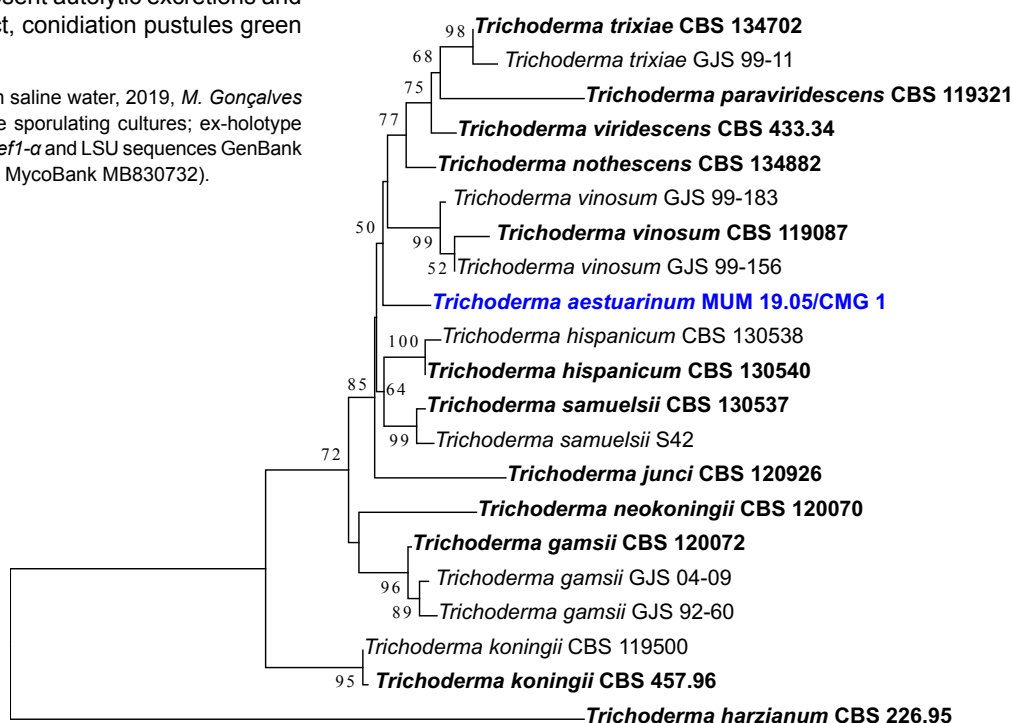 esent autolytic excretions and
ct, conidiation pustules green
n saline water, 2019, M. Gonçalves
e sporulating cultures; ex-holotype
ef1-α and LSU sequences GenBank
MycoBank MB830732).
98 Trichoderma trixiae CBS 134702
68 Trichoderma trixiae GJS 99-11
75 Trichoderma paraviridescens CBS 119321
77 Trichoderma viridescens CBS 433.34
Trichoderma nothescens CBS 134882
Trichoderma vinosum GJS 99-183
50
99 Trichoderma vinosum CBS 119087
52 Trichoderma vinosum GJS 99-156
Trichoderma aestuarinum MUM 19.05/CMG 1
100 Trichoderma hispanicum CBS 130538
Trichoderma hispanicum CBS 130540
85 64
Trichoderma samuelsii CBS 130537
99 Trichoderma samuelsii S42
72
Trichoderma junci CBS 120926
Trichoderma neokoningii CBS 120070
Trichoderma gamsii CBS 120072
96 Trichoderma gamsii GJS 04-09
89 Trichoderma gamsii GJS 92-60
Trichoderma koningii CBS 119500
95 Trichoderma koningii CBS 457.96
Trichoderma harzianum CBS 226.95